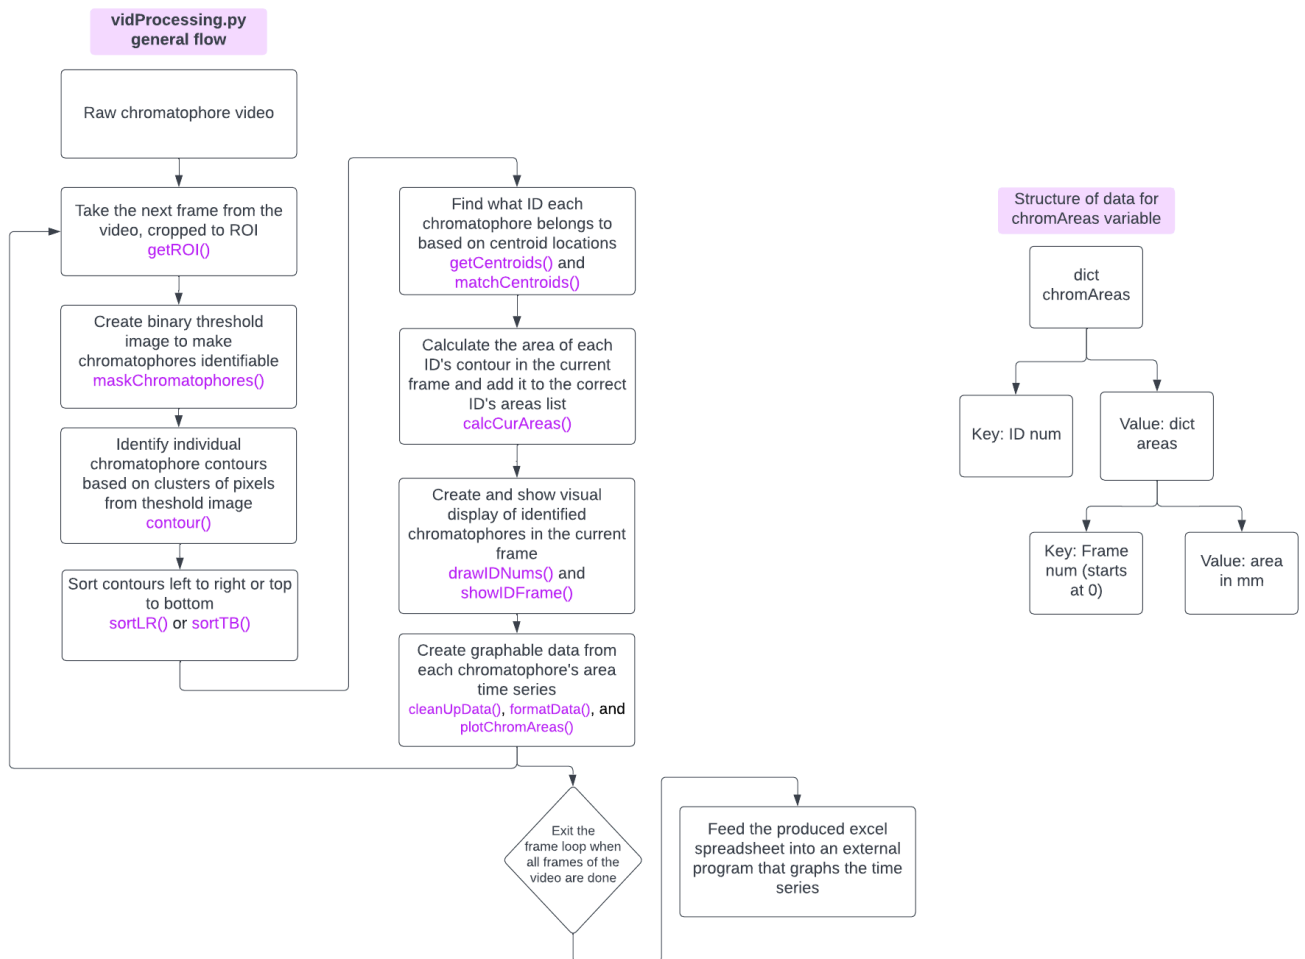 vidProcessing.py
general flow
Raw chromatophore video
Take the next frame from the
video, cropped to ROI
getROI()
Create binary threshold
image to make
chromatophores identifiable
maskChromatophores()
Identify individual
chromatophore contours
based on clusters of pixels
from theshold image
contour()
Sort contours left to right or top
to bottom
sortLR() or sortTB()
Find what ID each
chromatophore belongs to
based on centroid locations
getCentroids() and
matchCentroids()
Calculate the area of each
ID's contour in the current
frame and add it to the correct
ID's areas list
calcCurAreas()
Create and show visual
display of identified
chromatophores in the current
frame
drawIDNums() and
showIDFrame()
Create graphable data from
each chromatophore's area
time series
cleanUpData(), formatData(), and
plotChromAreas()
Exit the
frame loop when
all frames of the
video are done
Feed the produced excel
spreadsheet into an external
program that graphs the time
series
Structure of data for
chromAreas variable
dict
chromAreas
Key: ID num
Value: dict
areas
Key: Frame
num (starts
at 0)
Value: area
in mm